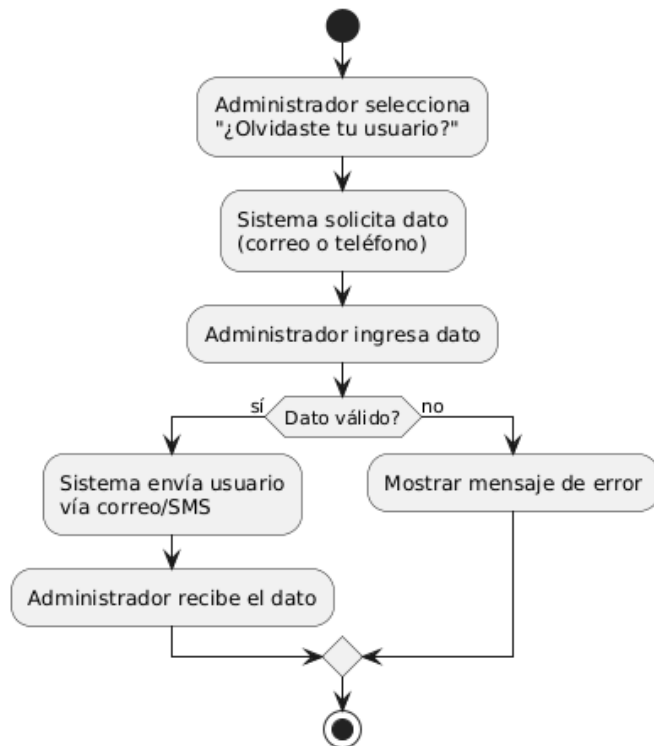 Administrador selecciona
"¿Olvidaste tu usuario?"
Sistema solicita dato
(correo o teléfono)
Administrador ingresa dato
sí
Dato válido?
no
Sistema envía usuario
vía correo/SMS
Mostrar mensaje de error
Administrador recibe el dato